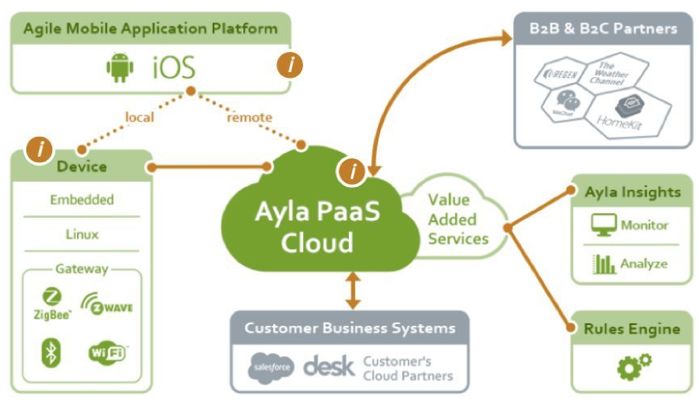 Agile Mobile Application Platform
iOS
i
local
remote
B2B & B2C Partners
The
Weather
Channel
WeChat
HomeKit
i
Device
Embedded
Linux
Gateway
ZigBee™
Z WAVE
WiFi
i
Ayla PaaS
Cloud
Value
Added
Services
Ayla Insights
Monitor
Analyze
Rules Engine
Customer Business Systems
salesforce
desk
Customer's
Cloud Partners